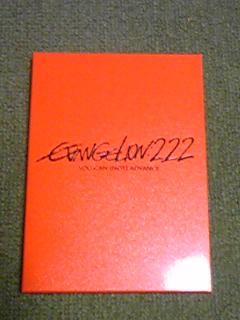 EVANGELION 2.22
YOU CAN (NOT) ADVANCE.